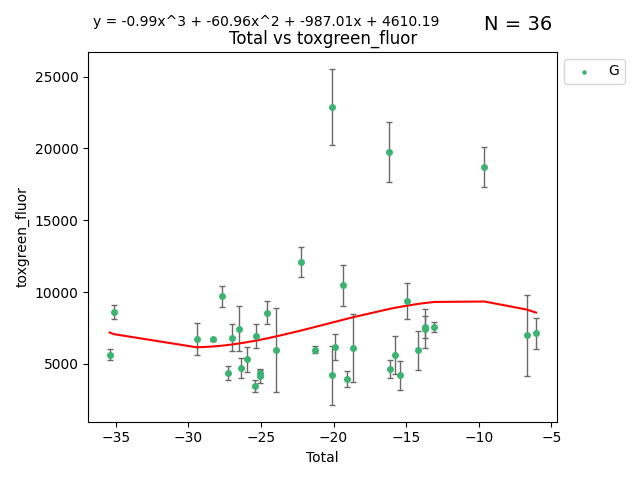 y = -0.99x^3 + -60.96x^2 + -987.01x + 4610.19
N = 36
Total vs toxgreen_fluor
G
25000
20000
15000
10000
5000
toxgreen_fluor
−35 −30 −25 −20 −15 −10 −5
Total